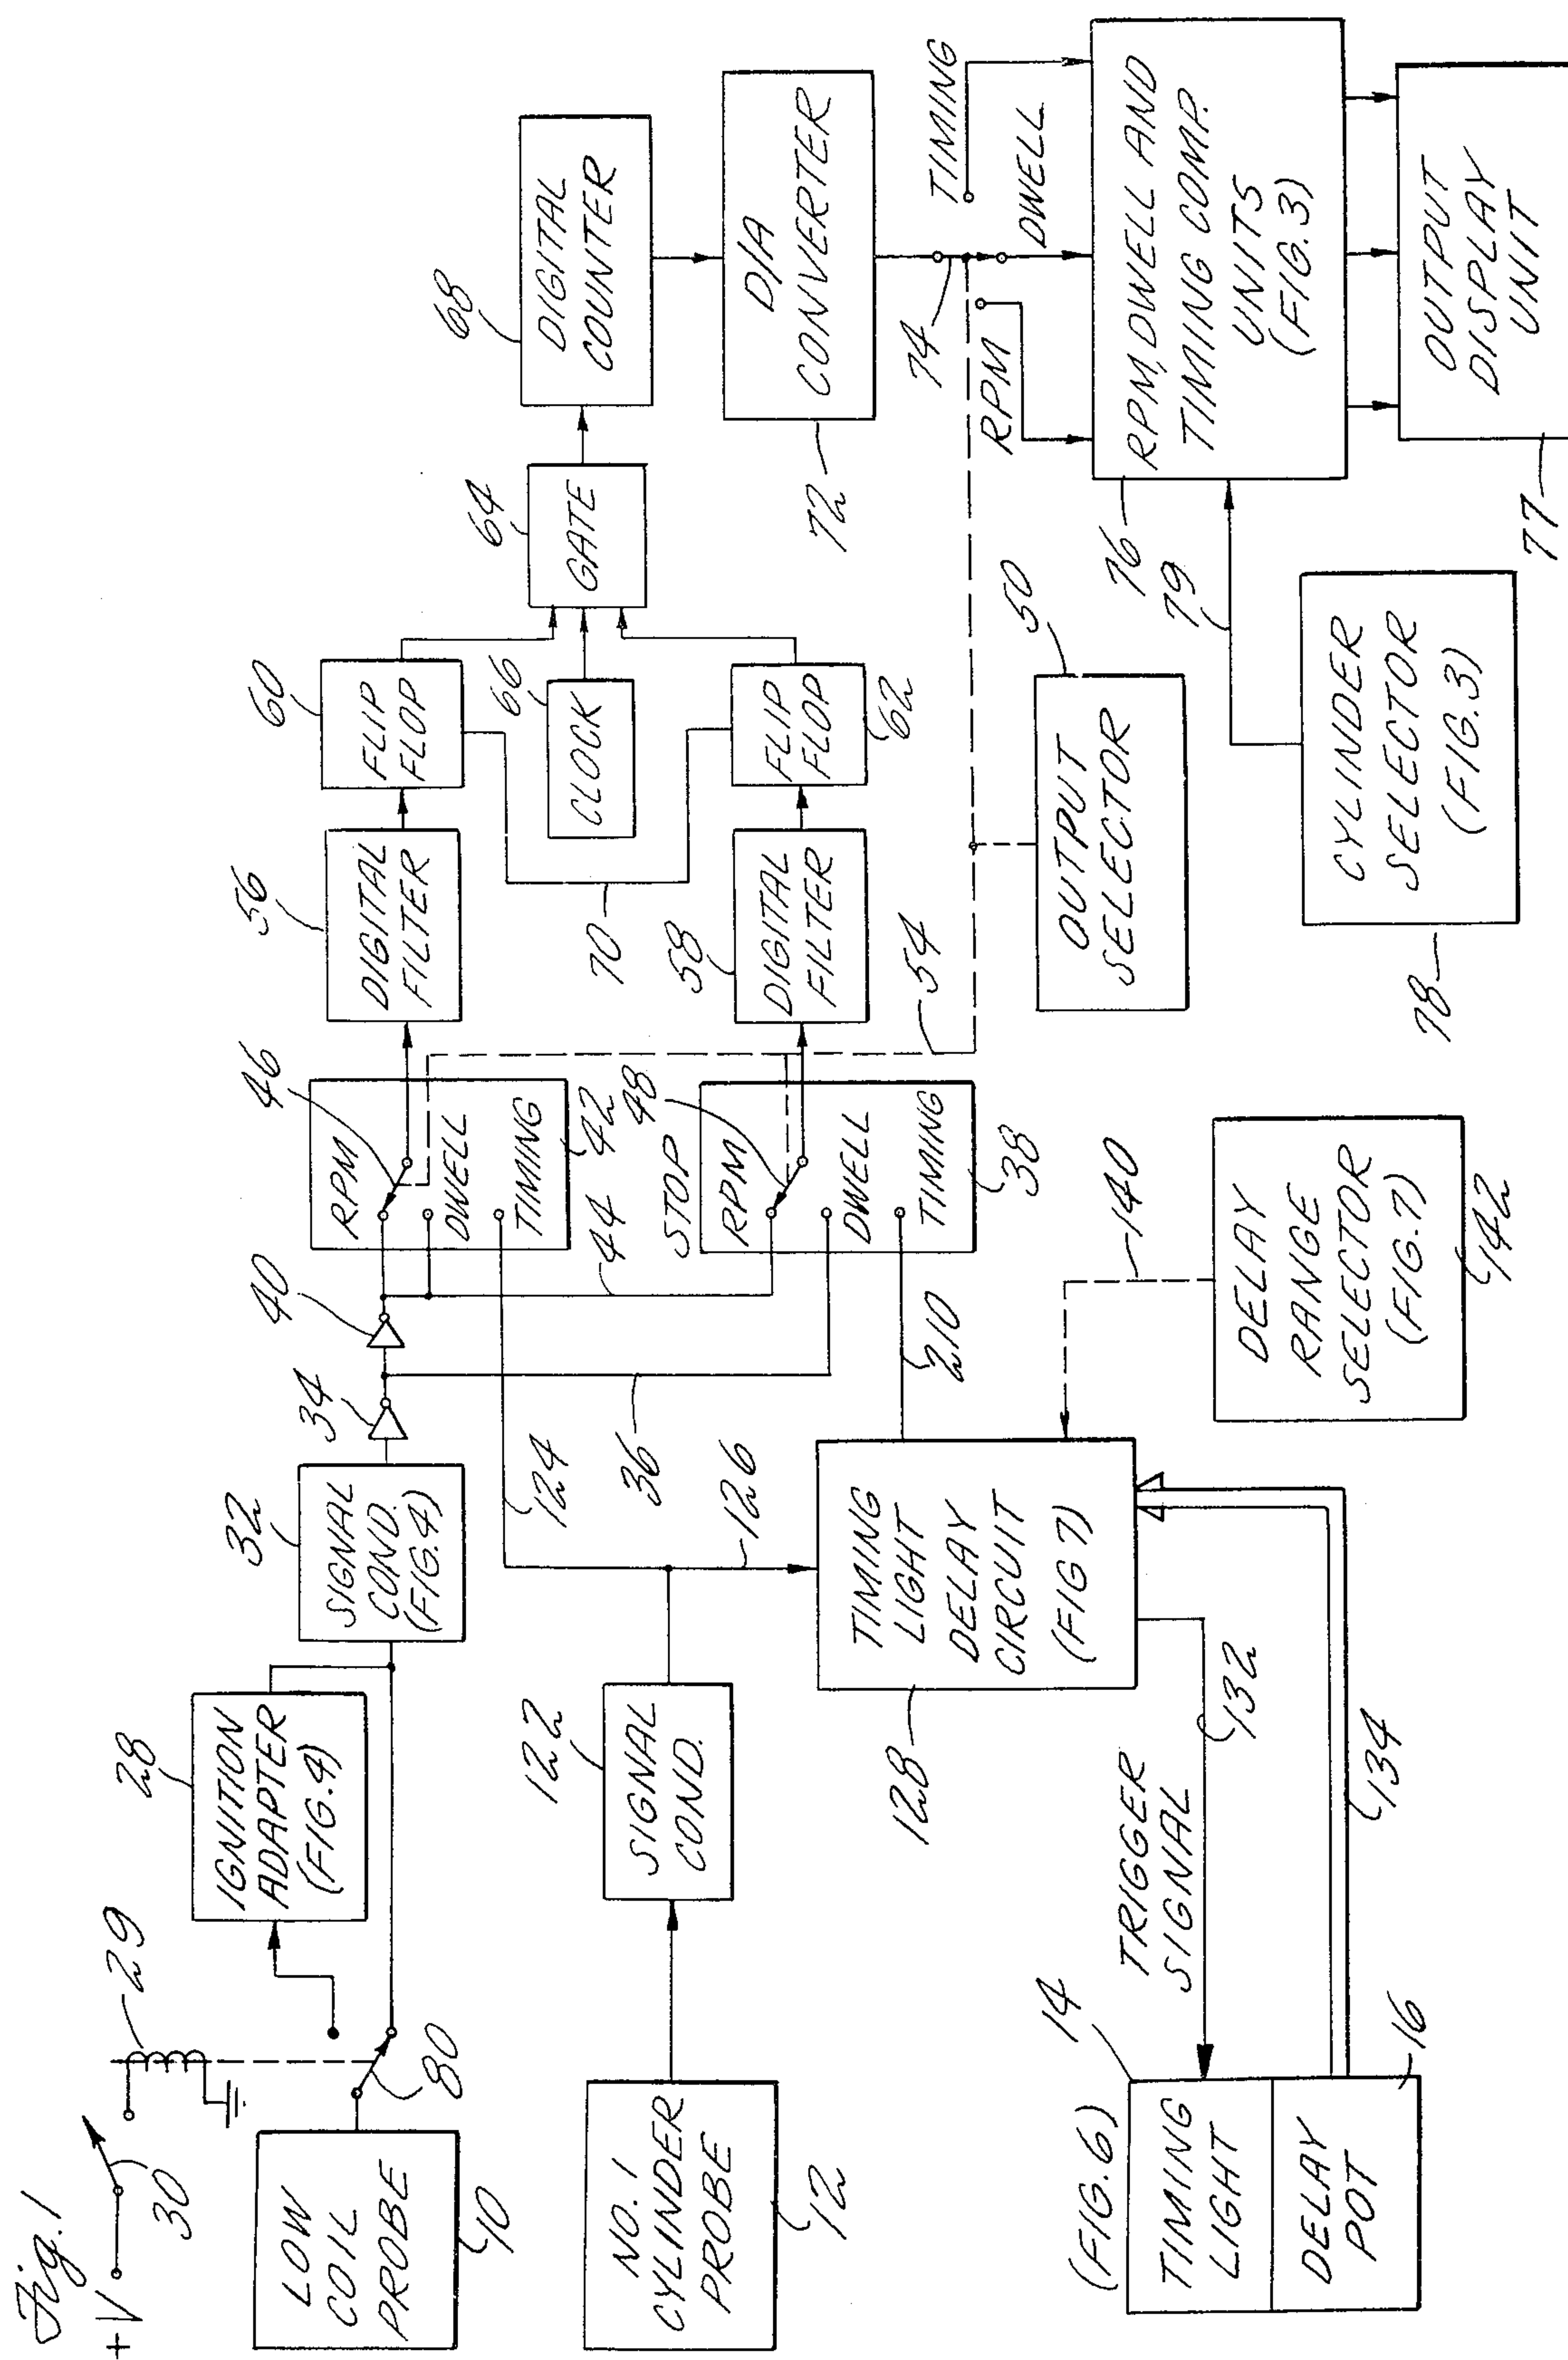 Fig. 1
+V
30
29
LOW
COIL
PROBE
10
80
28
IGNITION
ADAPTER
(FIG.4)
32
SIGNAL
COND.
(FIG.4)
34
40
46
RPM
DWELL
TIMING
42
44
56
DIGITAL
FILTER
60
FLIP
FLOP
66
CLOCK
70
64
GATE
68
DIGITAL
COUNTER
NO. 1
CYLINDER
PROBE
12
122
SIGNAL
COND.
124
126
36
STOP
48
RPM
DWELL
TIMING
38
58
DIGITAL
FILTER
FLIP
FLOP
62
72
D/A
CONVERTER
128
TIMING
LIGHT
DELAY
CIRCUIT
(FIG 7)
210
54
50
OUTPUT
SELECTOR
74
RPM
DWELL
TIMING
(FIG.6)
14
TIMING
LIGHT
DELAY
POT
16
TRIGGER
SIGNAL
132
134
140
DELAY
RANGE
SELECTOR
(FIG.7)
142
78
CYLINDER
SELECTOR
(FIG.3)
79
76
RPM, DWELL AND
TIMING COMP.
UNITS
(FIG.3)
77
OUTPUT
DISPLAY
UNIT